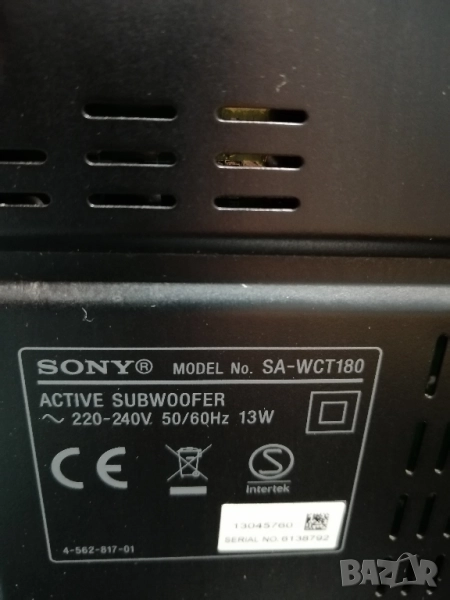 SONY® MODEL No. SA-WCT180
ACTIVE SUBWOOFER
~ 220-240V 50/60Hz 13W
CE
S
Intertek
13045760
SERIAL NO. 6138792
4-562-817-01
BAZAR